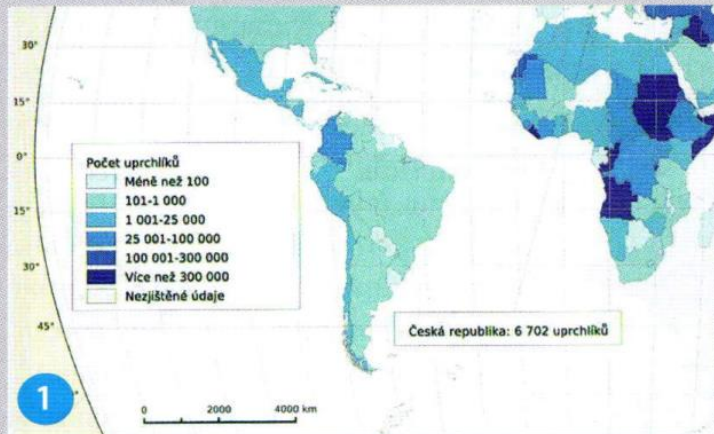 30°
15°
0°
15°
30°
45°
Počet uprchlíků
Méně než 100
101-1 000
1 001-25 000
25 001-100 000
100 001-300 000
Více než 300 000
Nezjištěné údaje
Česká republika: 6 702 uprchlíků
1
0 2000 4000 km